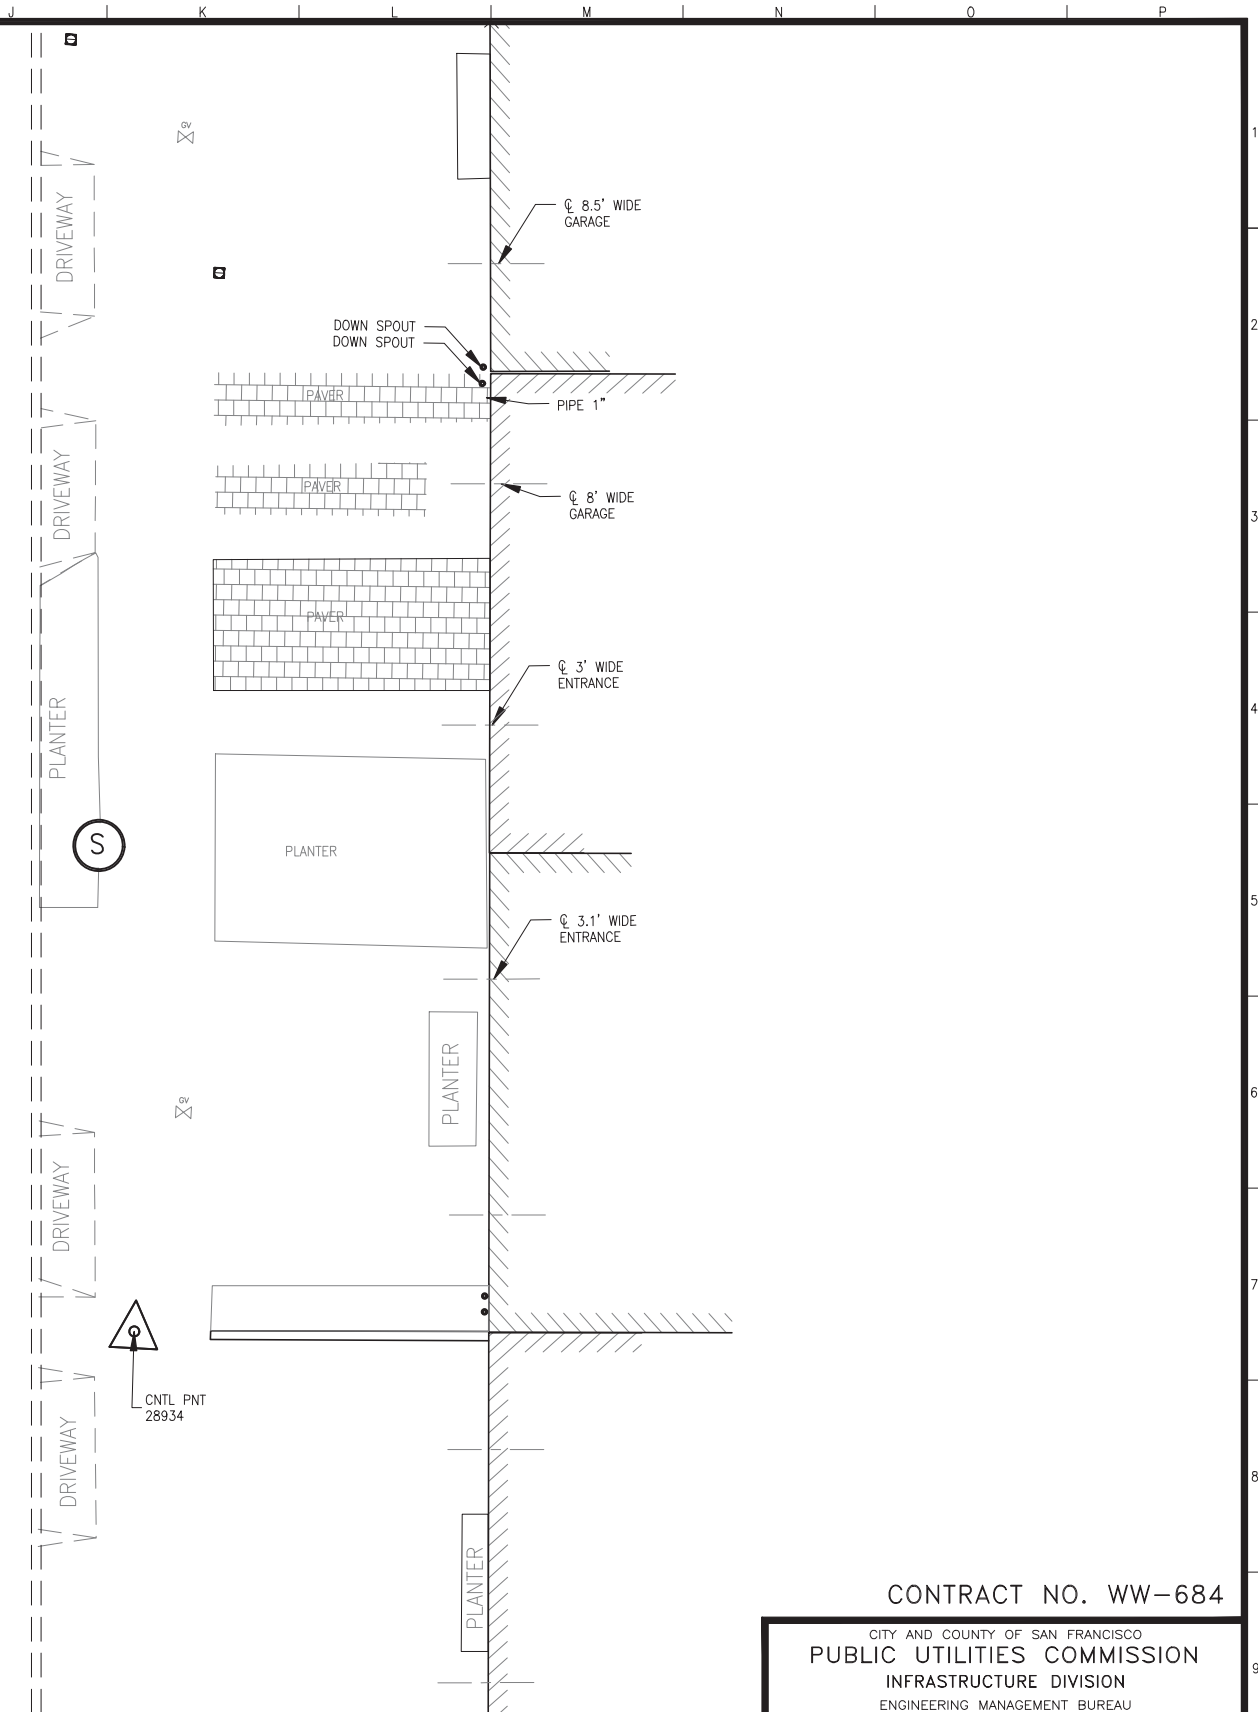 J K L M N O P
GV
1
DRIVEWAY
℄ 8.5' WIDE
GARAGE
2
DOWN SPOUT
DOWN SPOUT
PAVER
PIPE 1"
DRIVEWAY
PAVER
℄ 8' WIDE
GARAGE
3
PAVER
℄ 3' WIDE
ENTRANCE
4
PLANTER
S
PLANTER
5
℄ 3.1' WIDE
ENTRANCE
PLANTER
6
GV
DRIVEWAY
7
CNTL PNT
28934
DRIVEWAY
8
PLANTER
CONTRACT NO. WW-684
CITY AND COUNTY OF SAN FRANCISCO
PUBLIC UTILITIES COMMISSION
INFRASTRUCTURE DIVISION
9
ENGINEERING MANAGEMENT BUREAU